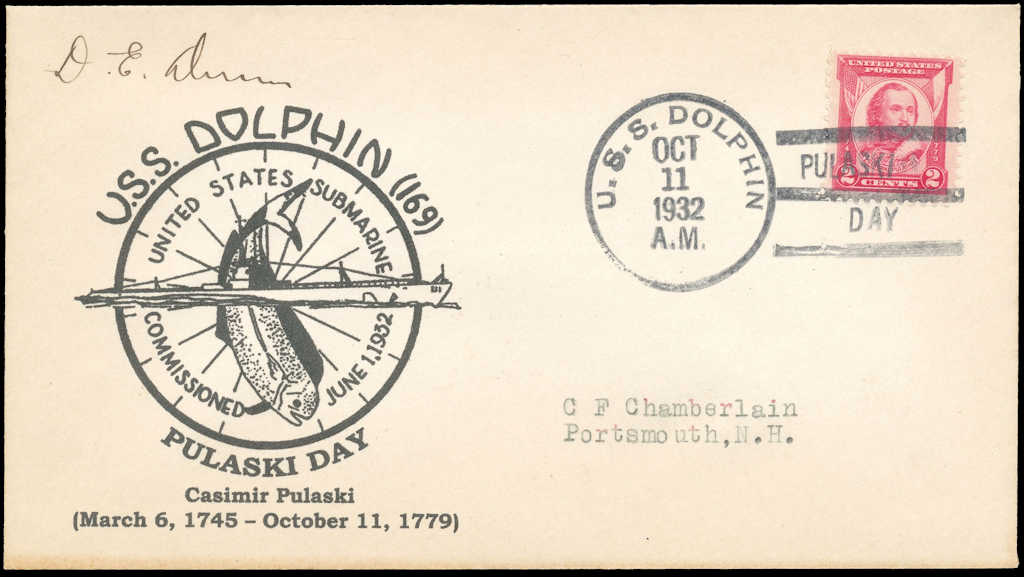 D. E.
U.S.S. DOLPHIN (169)
UNITED STATES SUBMARINE
COMMISSIONED JUNE 1, 1932
PULASKI DAY
Casimir Pulaski
(March 6, 1745 – October 11, 1779)
U. S. S. DOLPHIN
OCT
11
1932
A.M.
UNITED STATES
POSTAGE
PULASKI
2 CENTS 2
DAY
C F Chamberlain
Portsmouth, N.H.